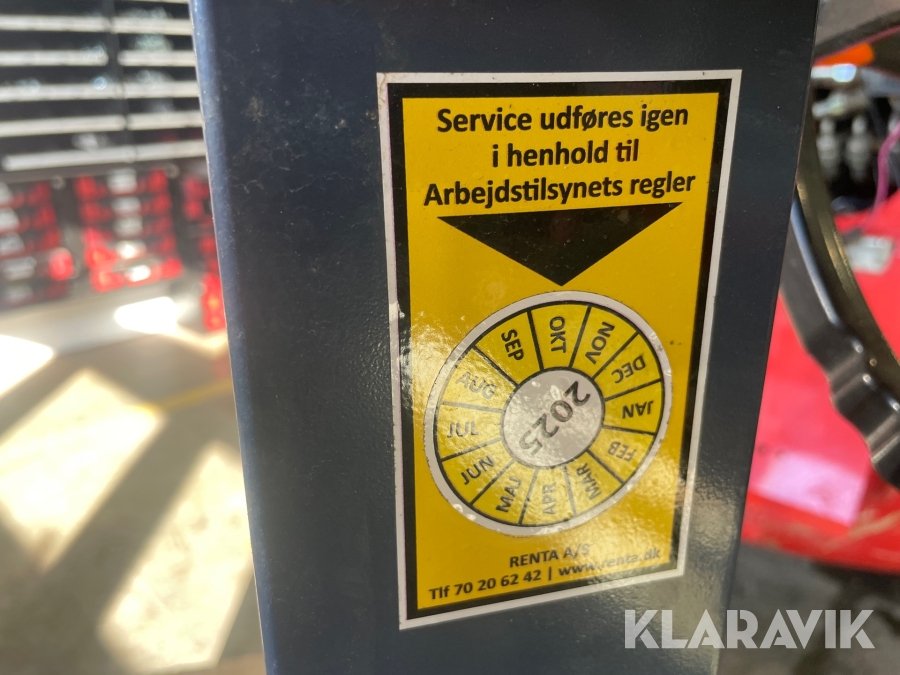 Service udføres igen
i henhold til
Arbejdstilsynets regler
OKT
NOV
DEC
JAN
FEB
MAR
APR
MAJ
JUN
JUL
AUG
SEP
2025
RENTA A/S
Tlf 70 20 62 42 | www.renta.dk
KLARAVIK